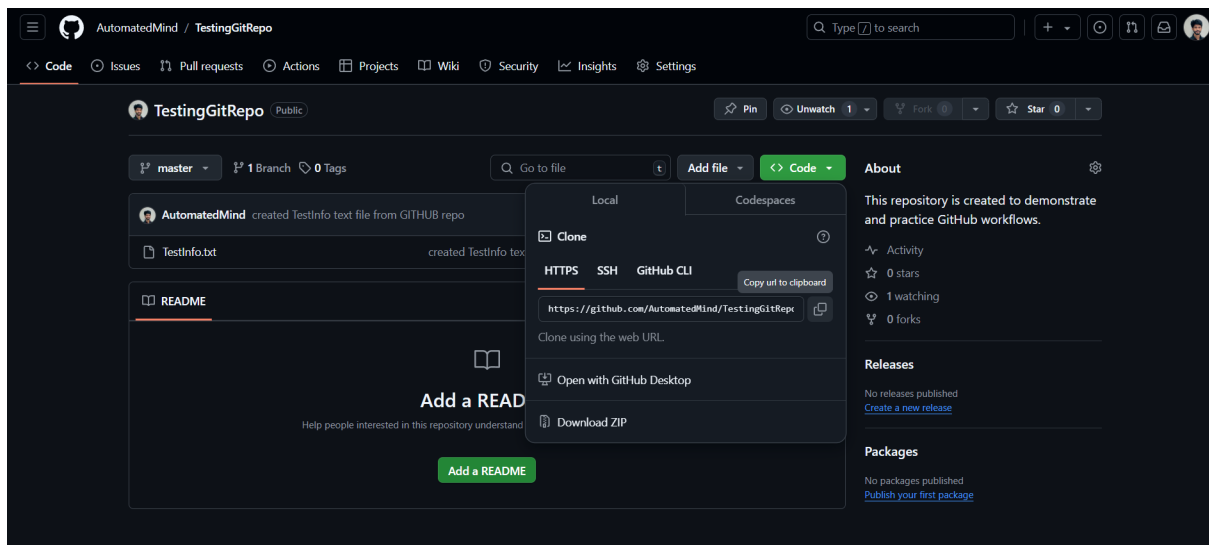 AutomatedMind / TestingGitRepo
Type / to search
Code Issues Pull requests Actions Projects Wiki Security Insights Settings
TestingGitRepo Public
Pin Unwatch 1 Fork 0 Star 0
master 1 Branch 0 Tags
Go to file t Add file Code
AutomatedMind created TestInfo text file from GITHUB repo
TestInfo.txt created TestInfo tex
README
Add a READ
Help people interested in this repository understand
Add a README
Local Codespaces
Clone
HTTPS SSH GitHub CLI
Copy url to clipboard
https://github.com/AutomatedMind/TestingGitRepo
Clone using the web URL.
Open with GitHub Desktop
Download ZIP
About
This repository is created to demonstrate
and practice GitHub workflows.
Activity
0 stars
1 watching
0 forks
Releases
No releases published
Create a new release
Packages
No packages published
Publish your first package